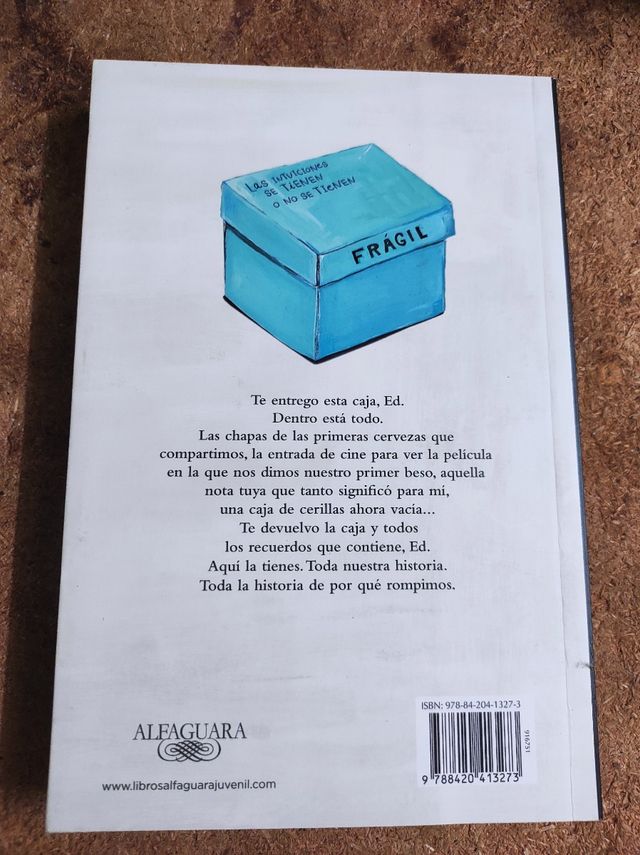 Las intuiciones
se tienen
o no se tienen
FRÁGIL
Te entrego esta caja, Ed.
Dentro está todo.
Las chapas de las primeras cervezas que
compartimos, la entrada de cine para ver la película
en la que nos dimos nuestro primer beso, aquella
nota tuya que tanto significó para mí,
una caja de cerillas ahora vacía...
Te devuelvo la caja y todos
los recuerdos que contiene, Ed.
Aquí la tienes. Toda nuestra historia.
Toda la historia de por qué rompimos.
ALFAGUARA
www.librosalfaguarajuvenil.com
ISBN: 978-84-204-1327-3
916751
9 788420 413273